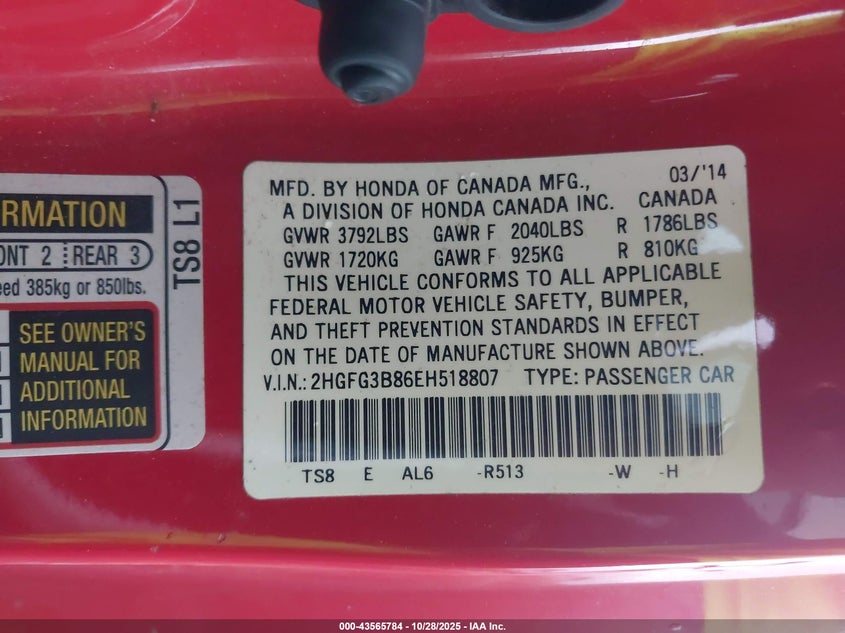 RMATION
ONT 2 REAR 3
eed 385kg or 850lbs.
SEE OWNER'S
MANUAL FOR
ADDITIONAL
INFORMATION
TS8 L1
03/'14
MFD. BY HONDA OF CANADA MFG.,
A DIVISION OF HONDA CANADA INC. CANADA
GVWR 3792LBS GAWR F 2040LBS R 1786LBS
GVWR 1720KG GAWR F 925KG R 810KG
THIS VEHICLE CONFORMS TO ALL APPLICABLE
FEDERAL MOTOR VEHICLE SAFETY, BUMPER,
AND THEFT PREVENTION STANDARDS IN EFFECT
ON THE DATE OF MANUFACTURE SHOWN ABOVE.
V.I.N.: 2HGFG3B86EH518807 TYPE: PASSENGER CAR
TS8 E AL6 -R513 -W -H
000-43565784 - 10/28/2025 - IAA Inc.